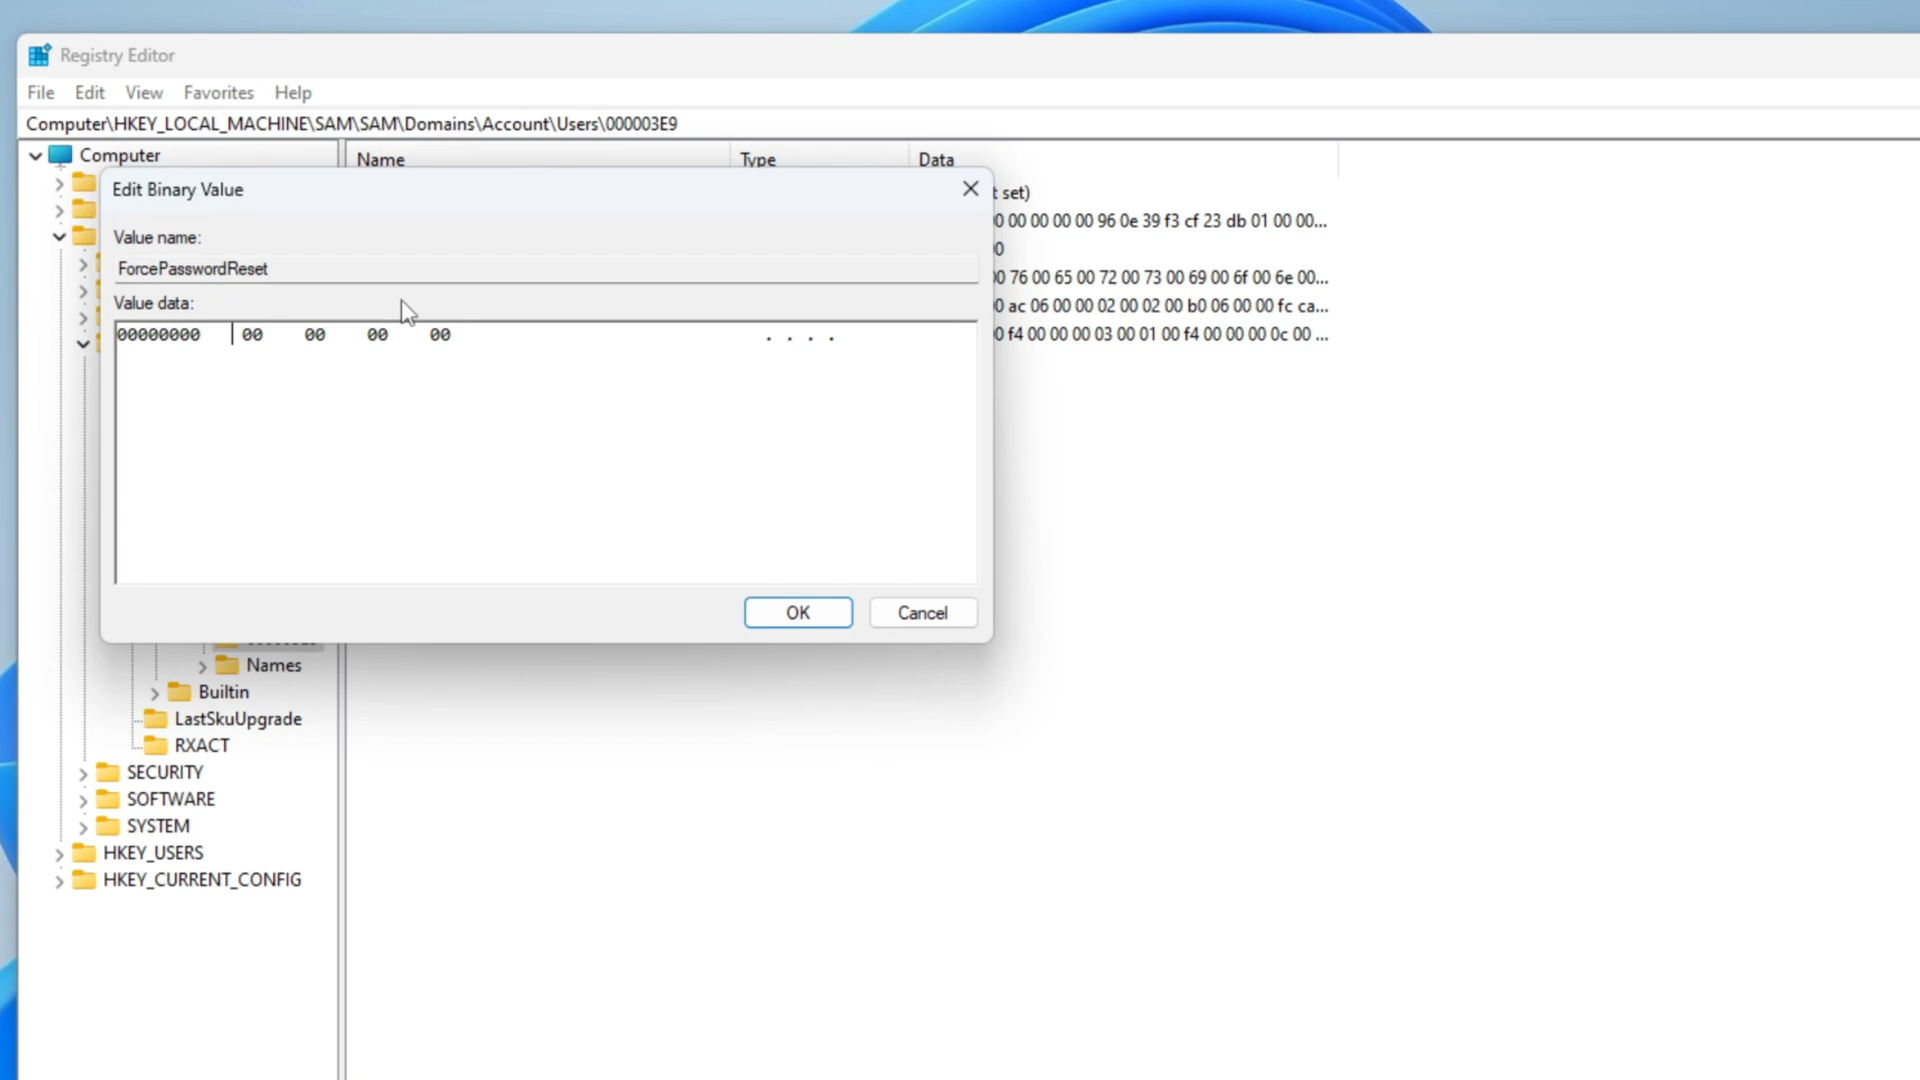 Registry Editor
File Edit View Favorites Help
Computer\HKEY_LOCAL_MACHINE\SAM\SAM\Domains\Account\Users\000003E9
Computer
Name Type Data
Edit Binary Value
Value name:
ForcePasswordReset
Value data:
00000000 00 00 00 00 . . . .
OK Cancel
t set)
00 00 00 00 96 0e 39 f3 cf 23 db 01 00 00...
0
0 76 00 65 00 72 00 73 00 69 00 6f 00 6e 00...
0 ac 06 00 00 02 00 02 00 b0 06 00 00 fc ca...
0 f4 00 00 00 03 00 01 00 f4 00 00 00 0c 00 ...
Names
Builtin
LastSkuUpgrade
RXACT
SECURITY
SOFTWARE
SYSTEM
HKEY_USERS
HKEY_CURRENT_CONFIG